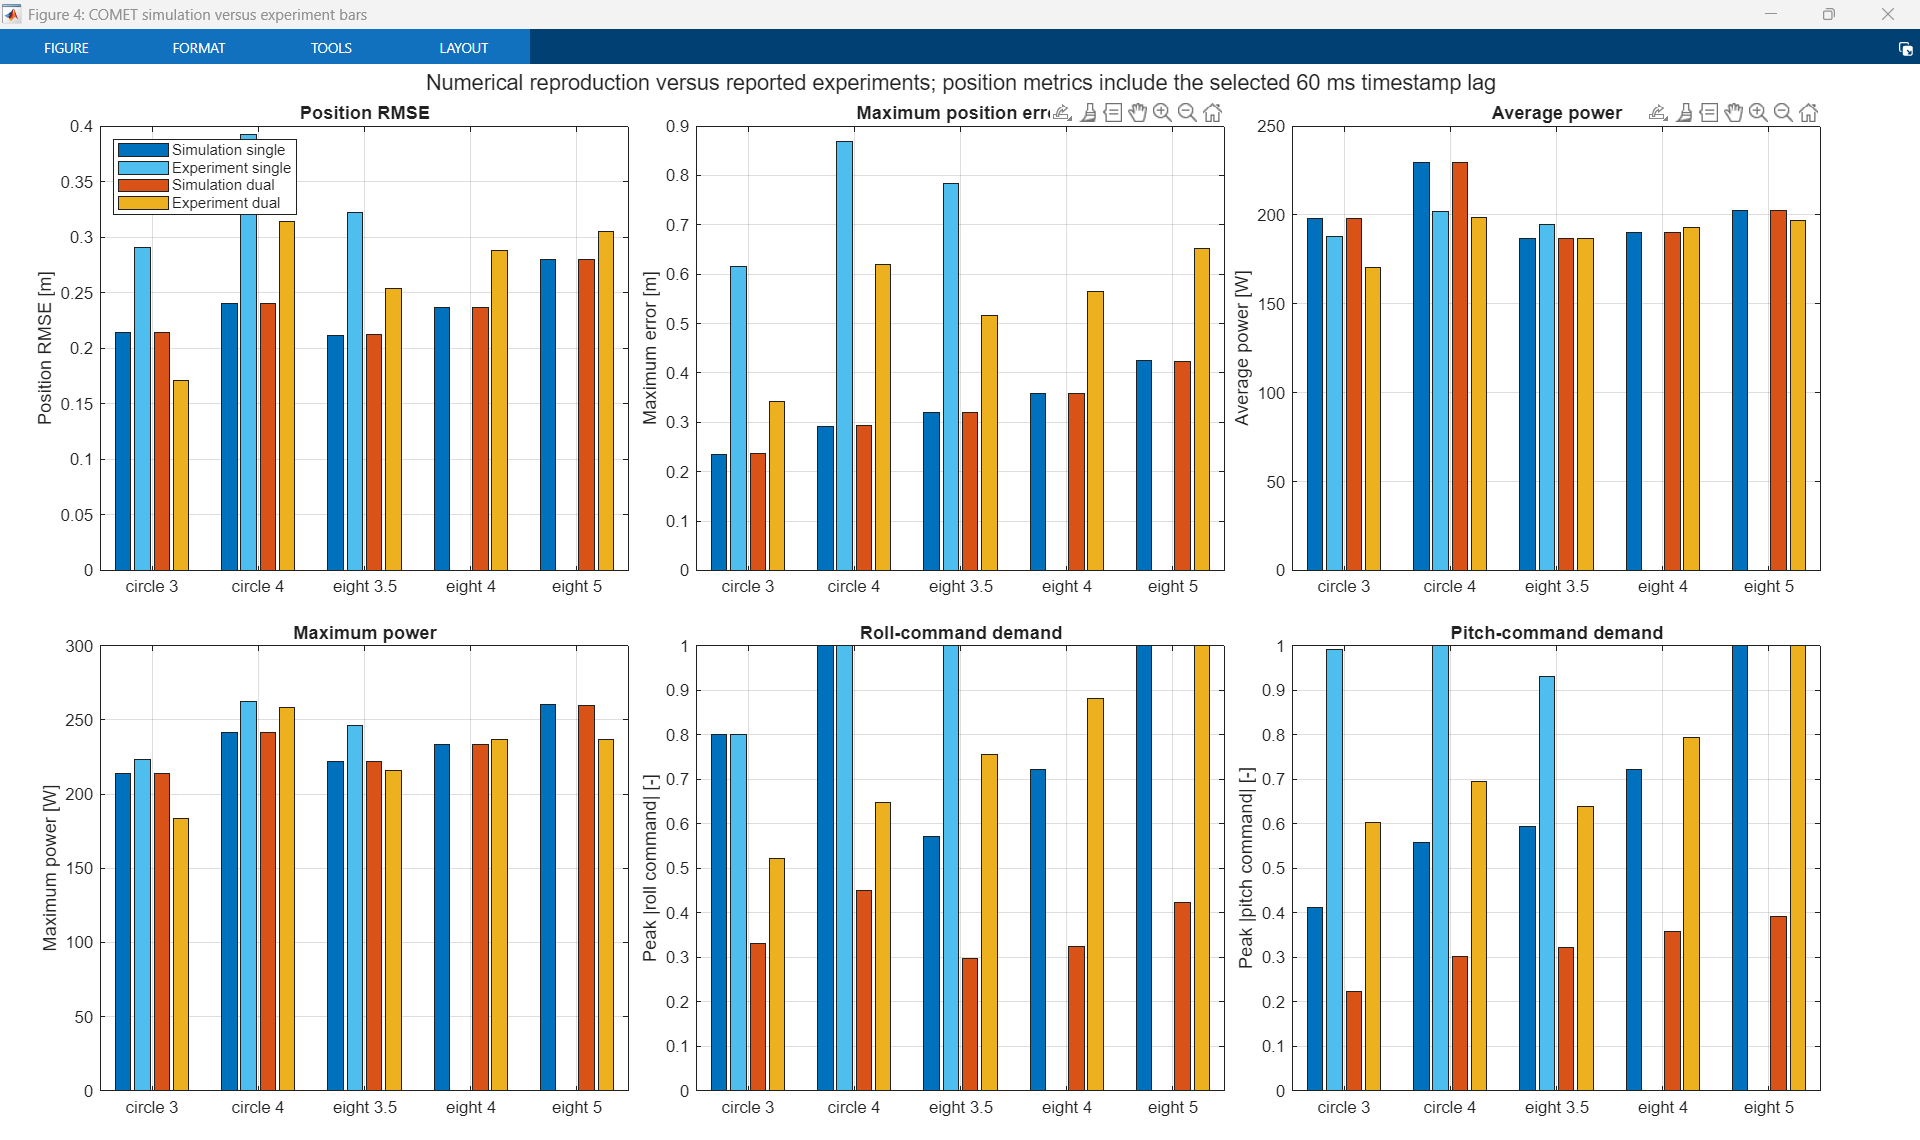 Figure 4: COMET simulation versus experiment bars
FIGURE FORMAT TOOLS LAYOUT
Numerical reproduction versus reported experiments; position metrics include the selected 60 ms timestamp lag
Position RMSE
0.4
0.35
0.3
0.25
0.2
0.15
0.1
0.05
0
Position RMSE [m]
Simulation single
Experiment single
Simulation dual
Experiment dual
circle 3 circle 4 eight 3.5 eight 4 eight 5
Maximum position err
0.9
0.8
0.7
0.6
0.5
0.4
0.3
0.2
0.1
0
Maximum error [m]
circle 3 circle 4 eight 3.5 eight 4 eight 5
Average power
250
200
150
100
50
0
Average power [W]
circle 3 circle 4 eight 3.5 eight 4 eight 5
Maximum power
300
250
200
150
100
50
0
Maximum power [W]
circle 3 circle 4 eight 3.5 eight 4 eight 5
Roll-command demand
1
0.9
0.8
0.7
0.6
0.5
0.4
0.3
0.2
0.1
0
Peak |roll command| [-]
circle 3 circle 4 eight 3.5 eight 4 eight 5
Pitch-command demand
1
0.9
0.8
0.7
0.6
0.5
0.4
0.3
0.2
0.1
0
Peak |pitch command| [-]
circle 3 circle 4 eight 3.5 eight 4 eight 5